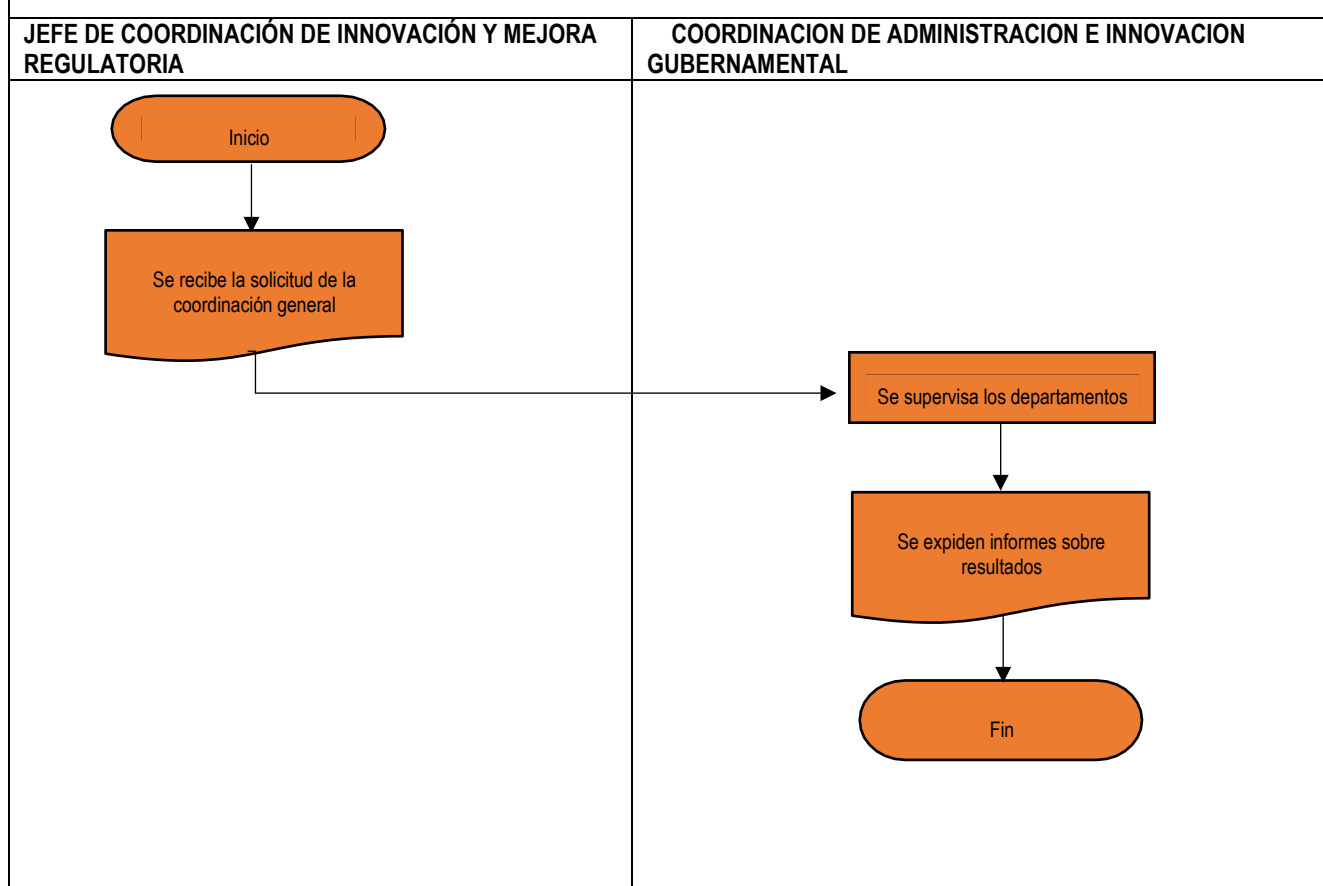 JEFE DE COORDINACIÓN DE INNOVACIÓN Y MEJORA
REGULATORIA
COORDINACION DE ADMINISTRACION E INNOVACION
GUBERNAMENTAL
Inicio
Se recibe la solicitud de la
coordinación general
Se supervisa los departamentos
Se expiden informes sobre
resultados
Fin